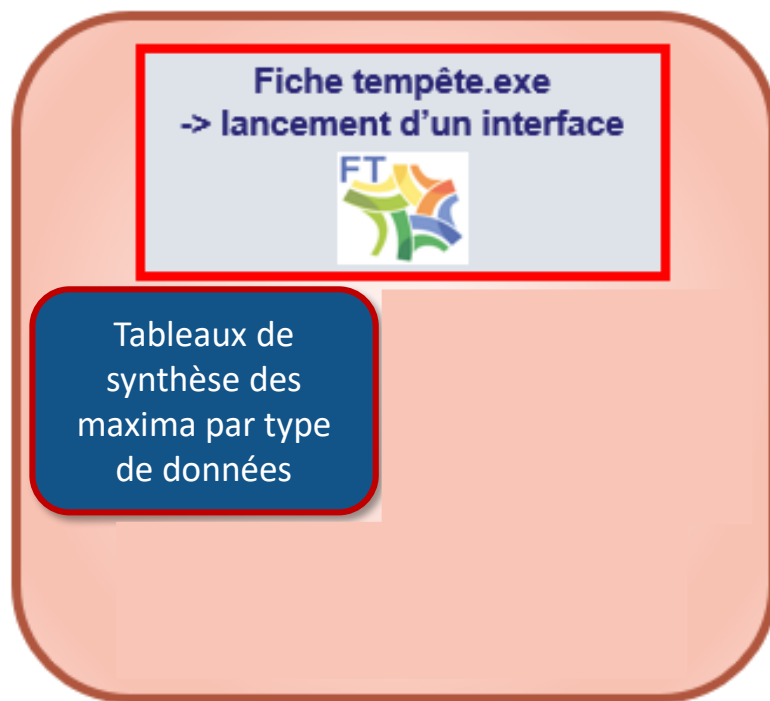 Fiche tempête.exe
-> lancement d'un interface
FT
Tableaux de
synthèse des
maxima par type
de données